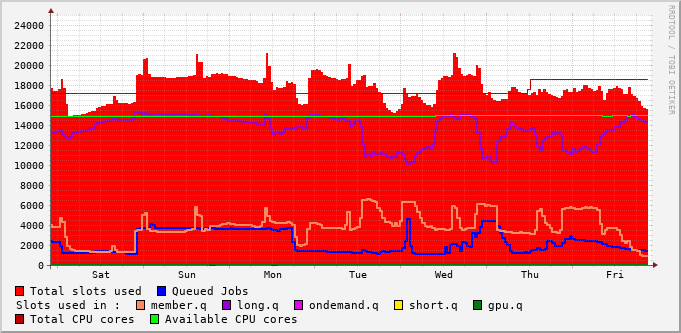 RRDTOOL / TOBI OETIKER
24000
22000
20000
18000
16000
14000
12000
10000
8000
6000
4000
2000
0
Sat Sun Mon Tue Wed Thu Fri
Total slots used Queued Jobs
Slots used in : member.q long.q ondemand.q short.q gpu.q
Total CPU cores Available CPU cores